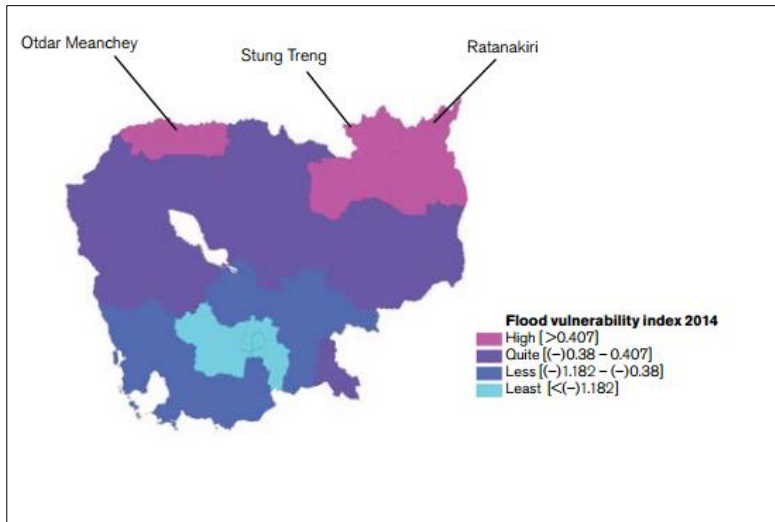 Otdar Meanchey
Stung Treng
Ratanakiri
Flood vulnerability index 2014
High [>0.407]
Quite [(-)0.38 - 0.407]
Less [(-)1.182 - (-)0.38]
Least [<(-)1.182]